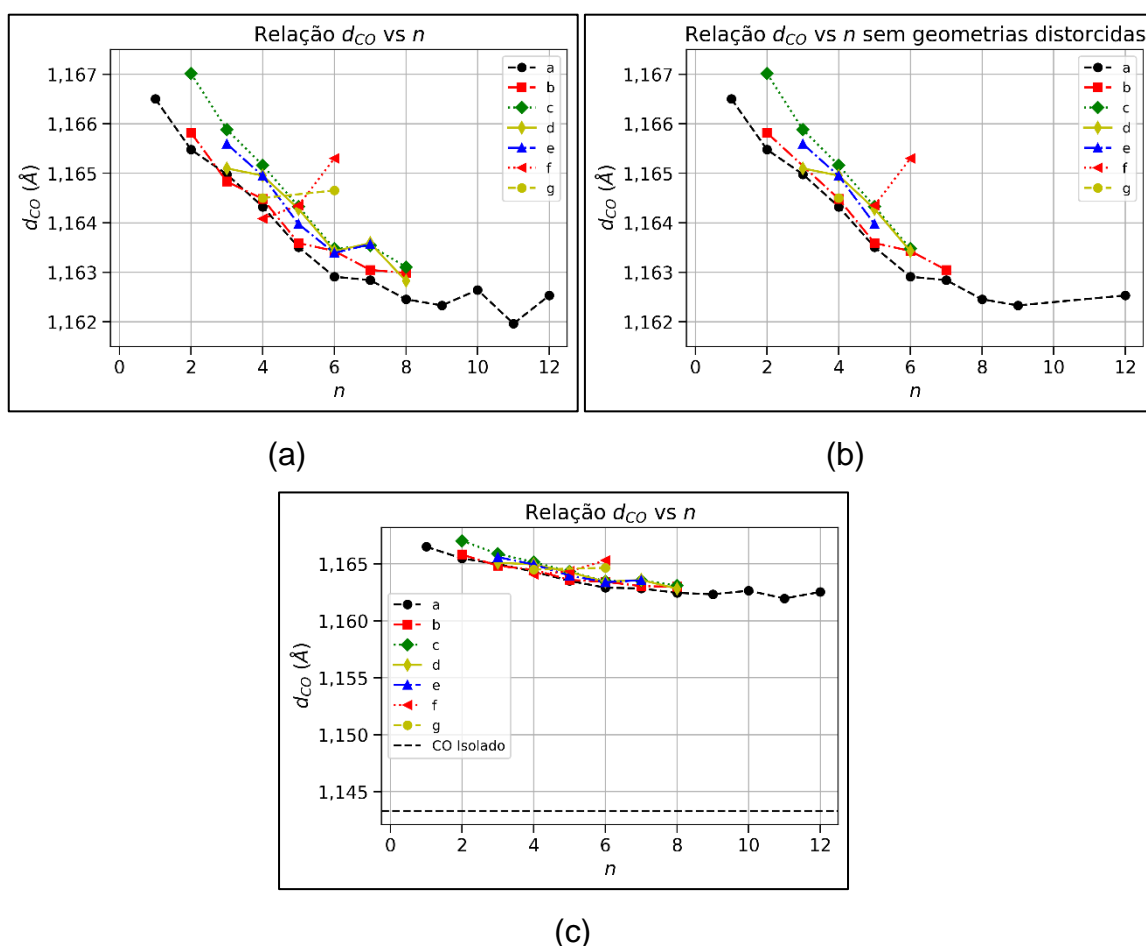 Relação d_CO vs n
d_CO (Å)
1,167
1,166
1,165
1,164
1,163
1,162
0 2 4 6 8 10 12
n
a
b
c
d
e
f
g
(a)
Relação d_CO vs n sem geometrias distorcidas
d_CO (Å)
1,167
1,166
1,165
1,164
1,163
1,162
0 2 4 6 8 10 12
n
a
b
c
d
e
f
g
(b)
Relação d_CO vs n
d_CO (Å)
1,165
1,160
1,155
1,150
1,145
0 2 4 6 8 10 12
n
a
b
c
d
e
f
g
CO Isolado
(c)